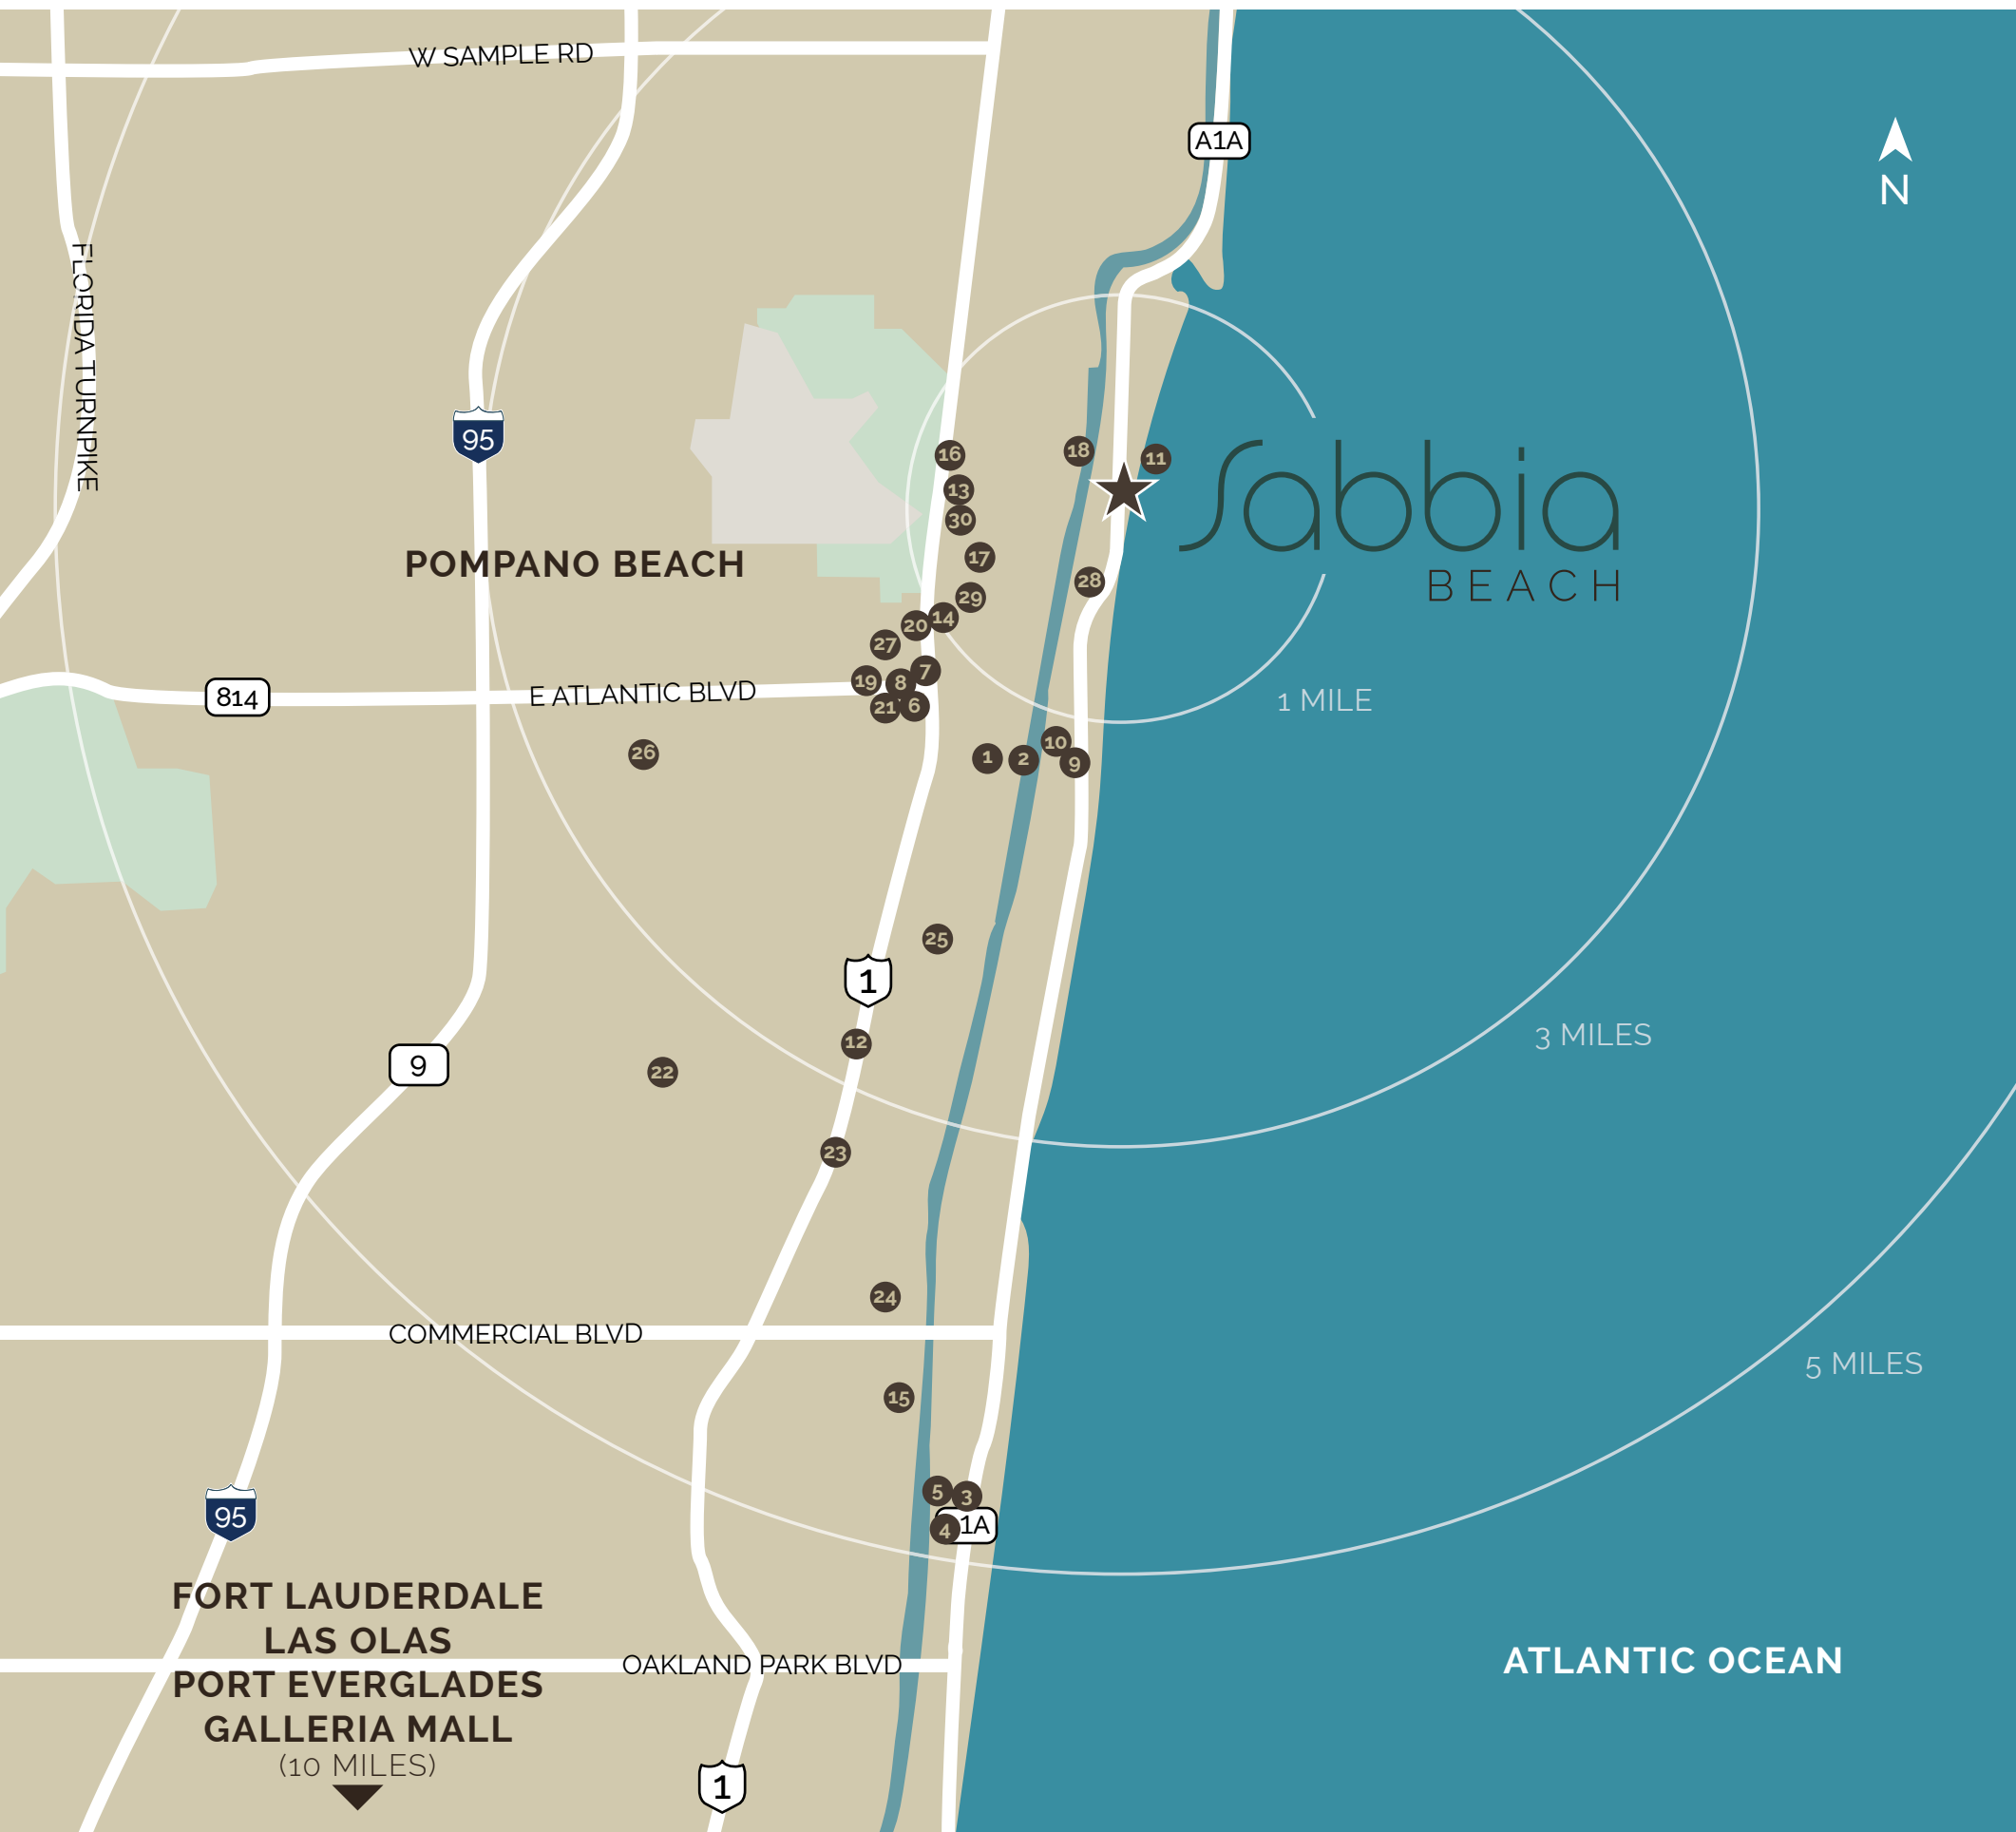 W SAMPLE RD
A1A
N
FLORIDA TURNPIKE
95
16
18
11
13
30
Sabbia
BEACH
POMPANO BEACH
17
28
29
14
20
27
7
19
8
814
E ATLANTIC BLVD
21
6
1 MILE
26
1
2
10
9
25
1
12
3 MILES
9
22
23
24
COMMERCIAL BLVD
5 MILES
15
5
3
4
1A
95
FORT LAUDERDALE
LAS OLAS
PORT EVERGLADES
GALLERIA MALL
(10 MILES)
OAKLAND PARK BLVD
ATLANTIC OCEAN
1